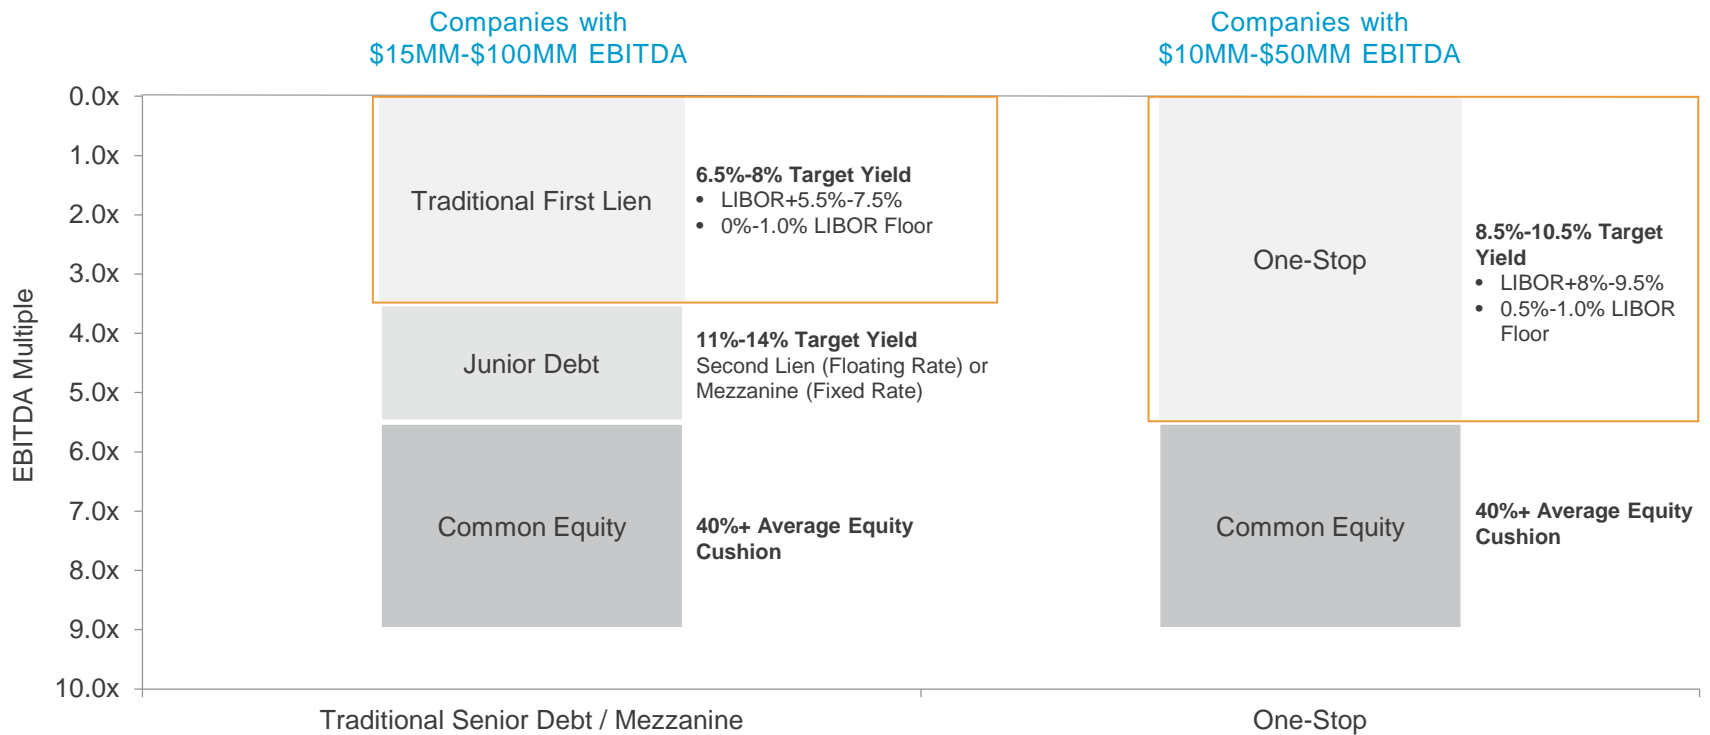 Companies with
$15MM-$100MM EBITDA
Companies with
$10MM-$50MM EBITDA
EBITDA Multiple
0.0x
1.0x
2.0x
3.0x
4.0x
5.0x
6.0x
7.0x
8.0x
9.0x
10.0x
Traditional First Lien
6.5%-8% Target Yield
• LIBOR+5.5%-7.5%
• 0%-1.0% LIBOR Floor
Junior Debt
11%-14% Target Yield
Second Lien (Floating Rate) or
Mezzanine (Fixed Rate)
Common Equity
40%+ Average Equity
Cushion
One-Stop
8.5%-10.5% Target
Yield
• LIBOR+8%-9.5%
• 0.5%-1.0% LIBOR
Floor
Common Equity
40%+ Average Equity
Cushion
Traditional Senior Debt / Mezzanine
One-Stop